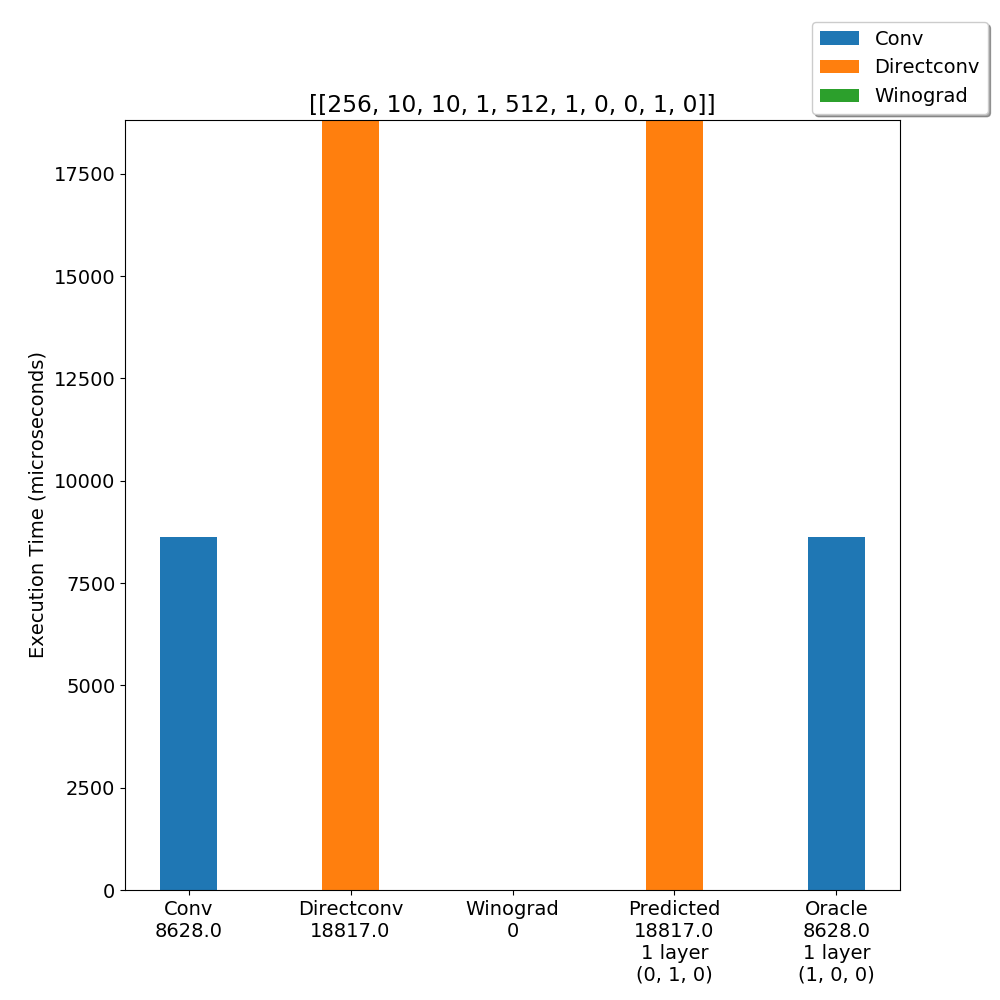 Conv
Directconv
Winograd
[[256, 10, 10, 1, 512, 1, 0, 0, 1, 0]]
Execution Time (microseconds)
17500
15000
12500
10000
7500
5000
2500
0
Conv
8628.0
Directconv
18817.0
Winograd
0
Predicted
18817.0
1 layer
(0, 1, 0)
Oracle
8628.0
1 layer
(1, 0, 0)